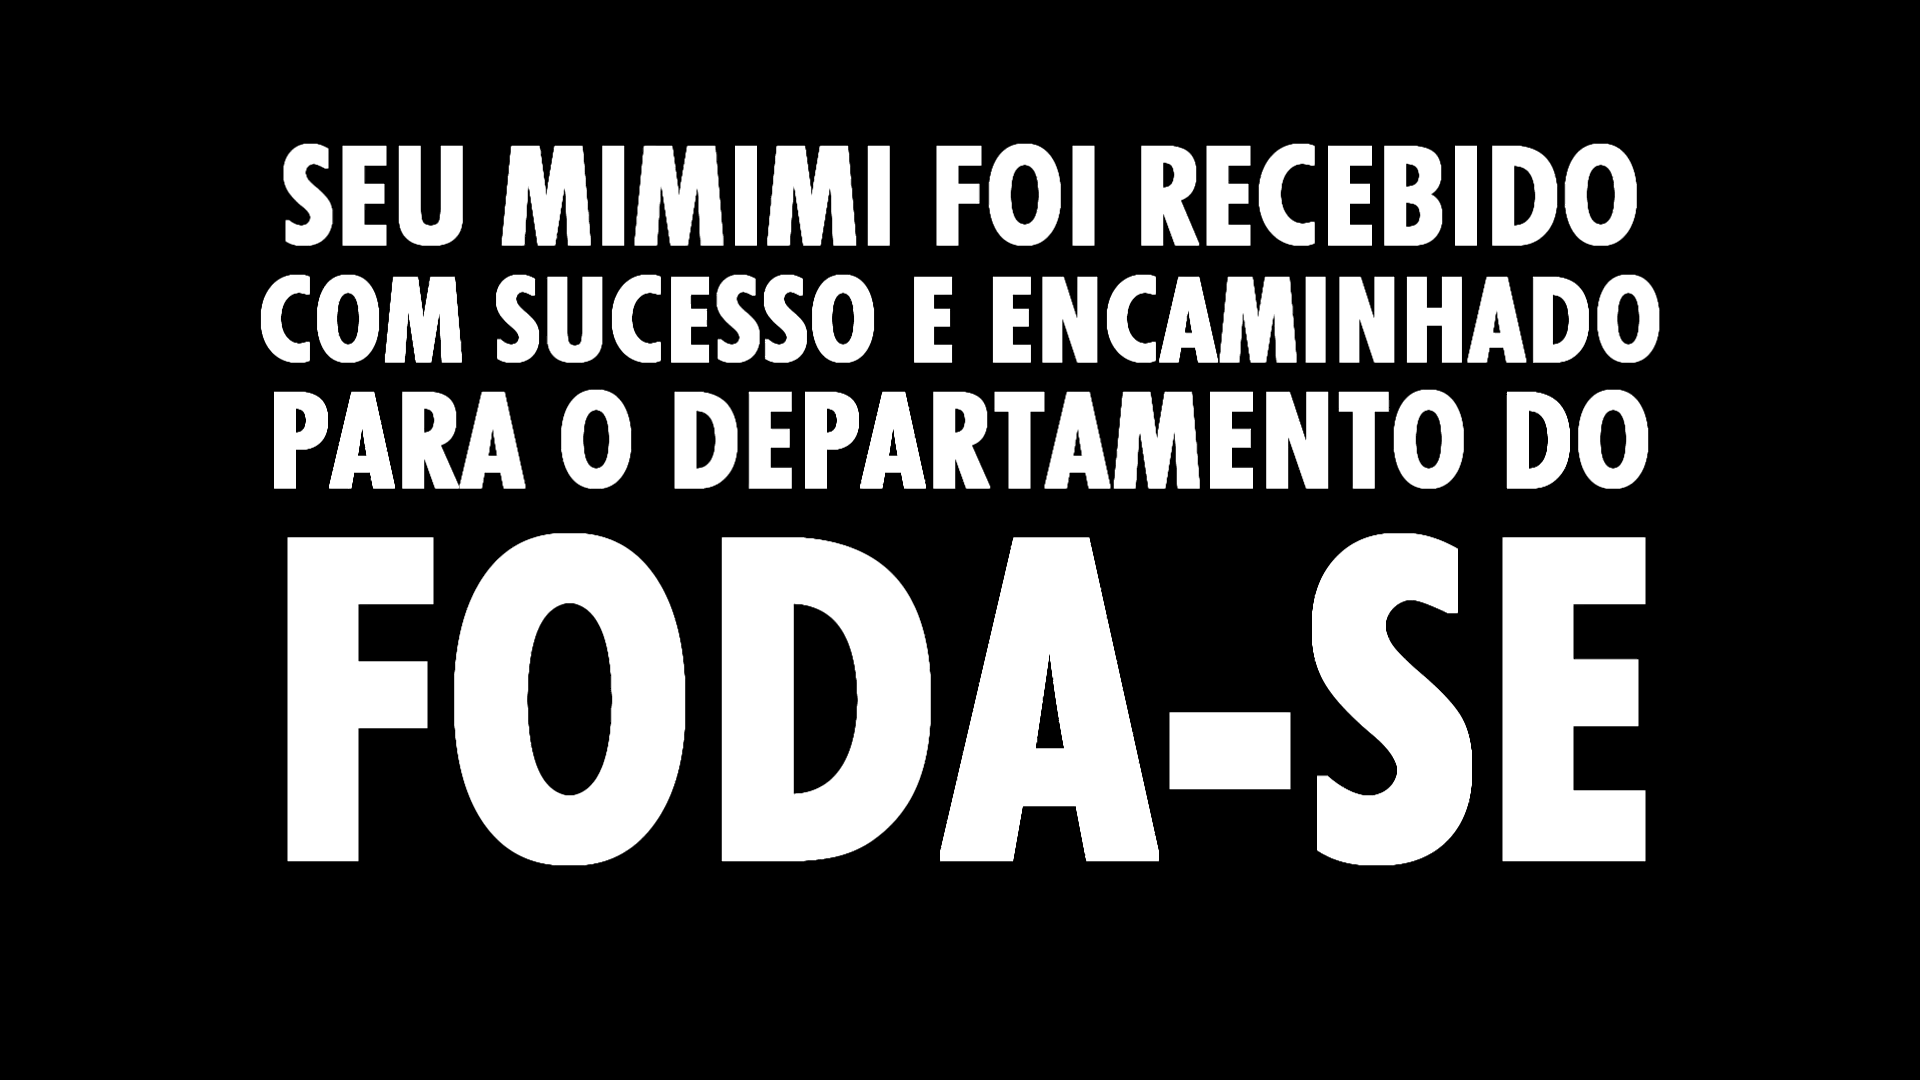 SEU MIMIMI FOI RECEBIDO
COM SUCESSO E ENCAMINHADO
PARA O DEPARTAMENTO DO
FODA-SE